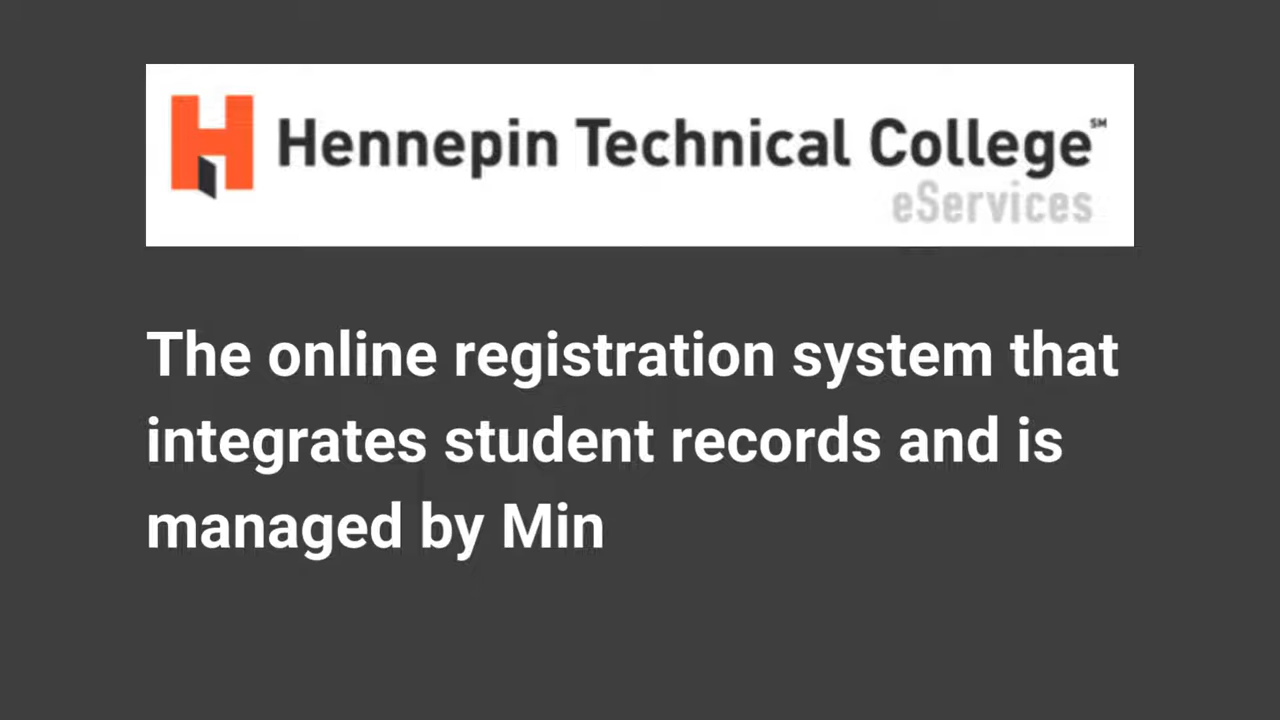 Hennepin Technical College℠
eServices
The online registration system that
integrates student records and is
managed by Min